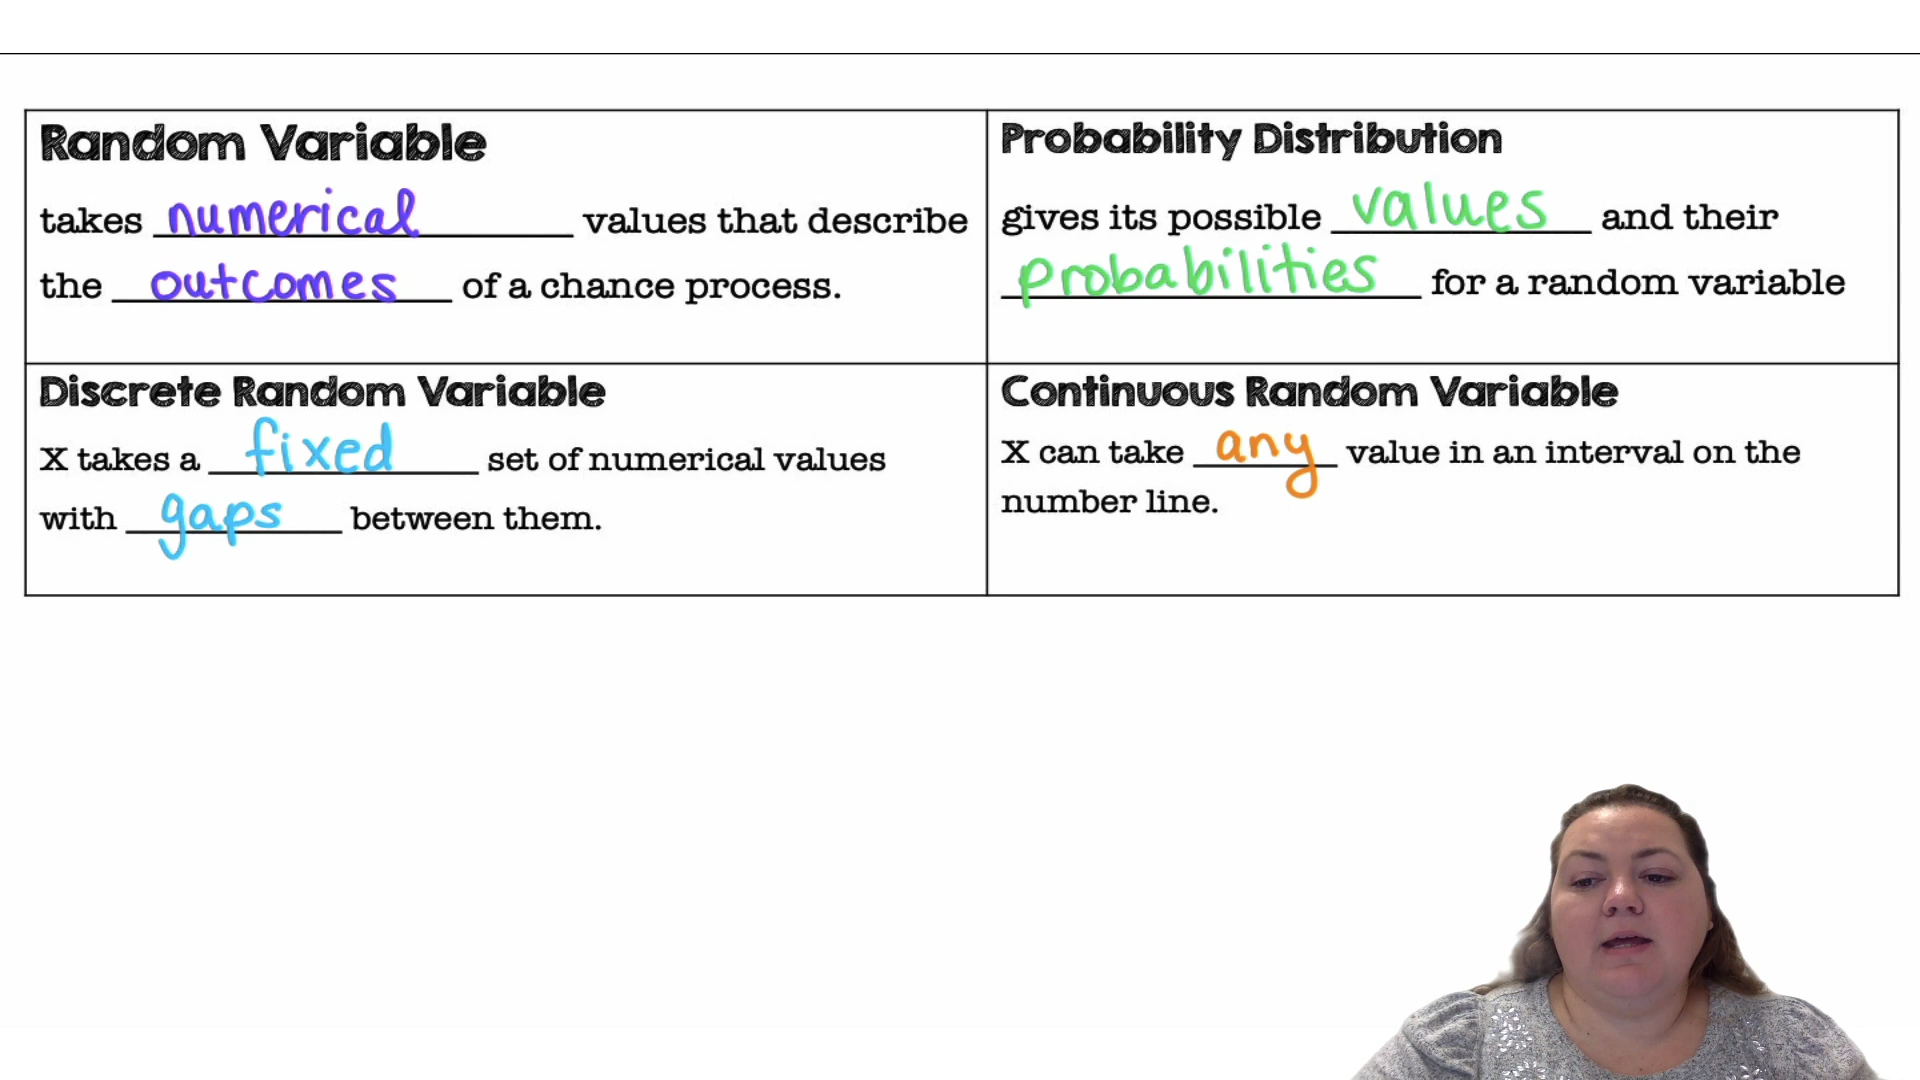 Random Variable
takes numerical values that describe
the outcomes of a chance process.
Probability Distribution
gives its possible values and their
probabilities for a random variable
Discrete Random Variable
X takes a fixed set of numerical values
with gaps between them.
Continuous Random Variable
X can take any value in an interval on the
number line.